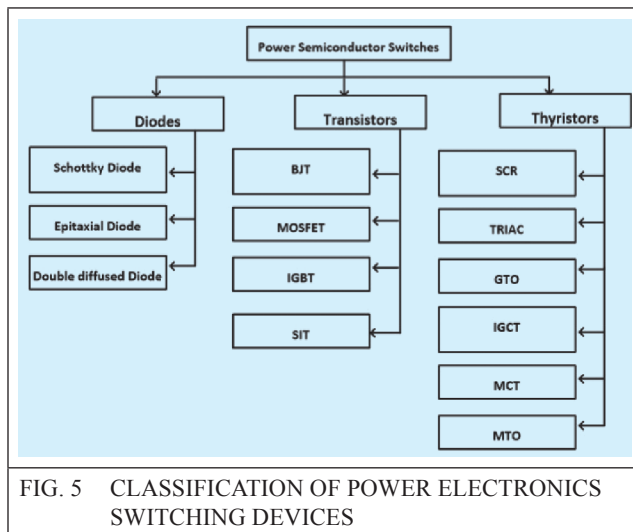 Power Semiconductor Switches
Diodes
Transistors
Thyristors
Schottky Diode
Epitaxial Diode
Double diffused Diode
BJT
MOSFET
IGBT
SIT
SCR
TRIAC
GTO
IGCT
MCT
MTO
FIG. 5 CLASSIFICATION OF POWER ELECTRONICS
SWITCHING DEVICES